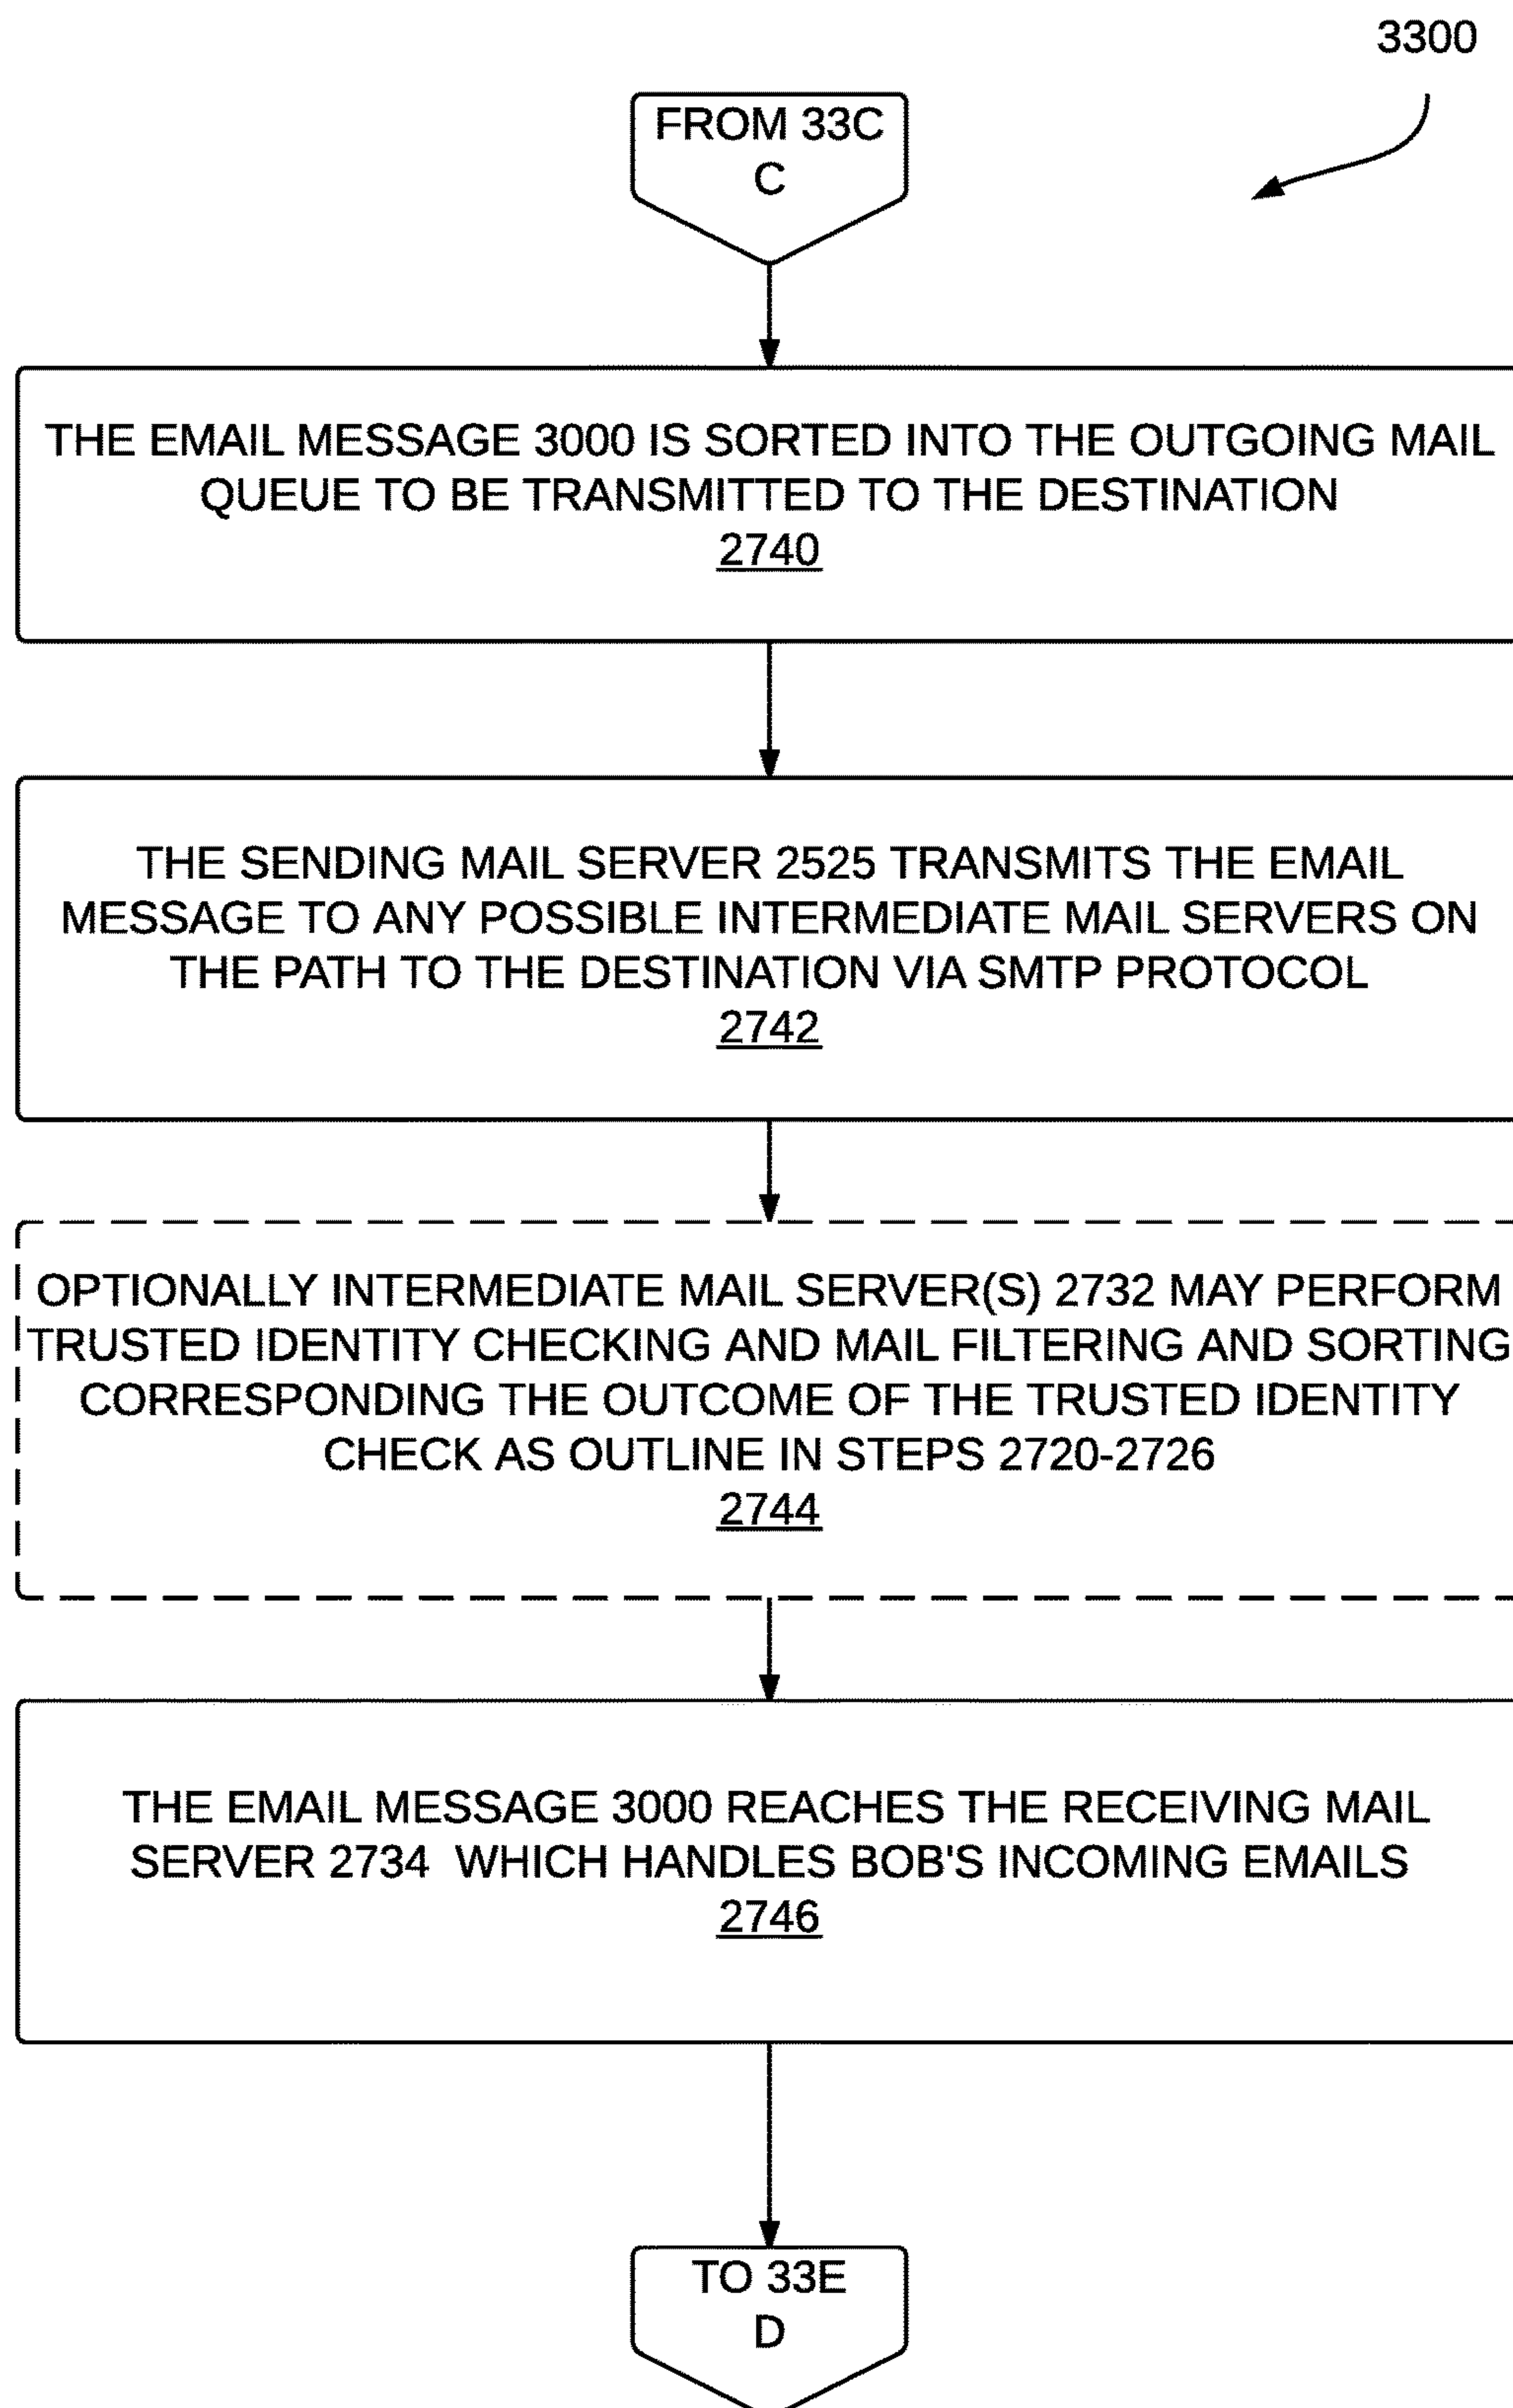 3300
FROM 33C
C
THE EMAIL MESSAGE 3000 IS SORTED INTO THE OUTGOING MAIL
QUEUE TO BE TRANSMITTED TO THE DESTINATION
2740
THE SENDING MAIL SERVER 2525 TRANSMITS THE EMAIL
MESSAGE TO ANY POSSIBLE INTERMEDIATE MAIL SERVERS ON
THE PATH TO THE DESTINATION VIA SMTP PROTOCOL
2742
OPTIONALLY INTERMEDIATE MAIL SERVER(S) 2732 MAY PERFORM
TRUSTED IDENTITY CHECKING AND MAIL FILTERING AND SORTING
CORRESPONDING THE OUTCOME OF THE TRUSTED IDENTITY
CHECK AS OUTLINE IN STEPS 2720-2726
2744
THE EMAIL MESSAGE 3000 REACHES THE RECEIVING MAIL
SERVER 2734  WHICH HANDLES BOB'S INCOMING EMAILS
2746
TO 33E
D